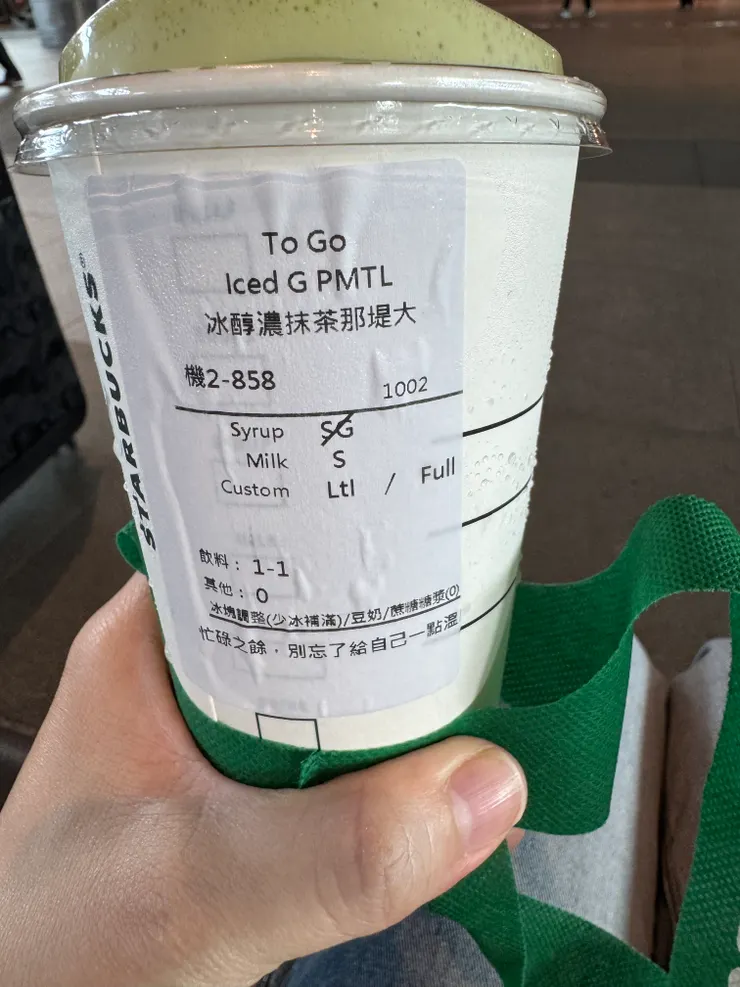 STARBUCKS®
To Go
Iced G PMTL
冰醇濃抹茶那堤大
機2-858 1002
Syrup SG
Milk S
Custom Ltl / Full
飲料：1-1
其他：0
冰塊調整(少冰補滿)/豆奶/蔗糖糖漿(0)
忙碌之餘，別忘了給自己一點溫